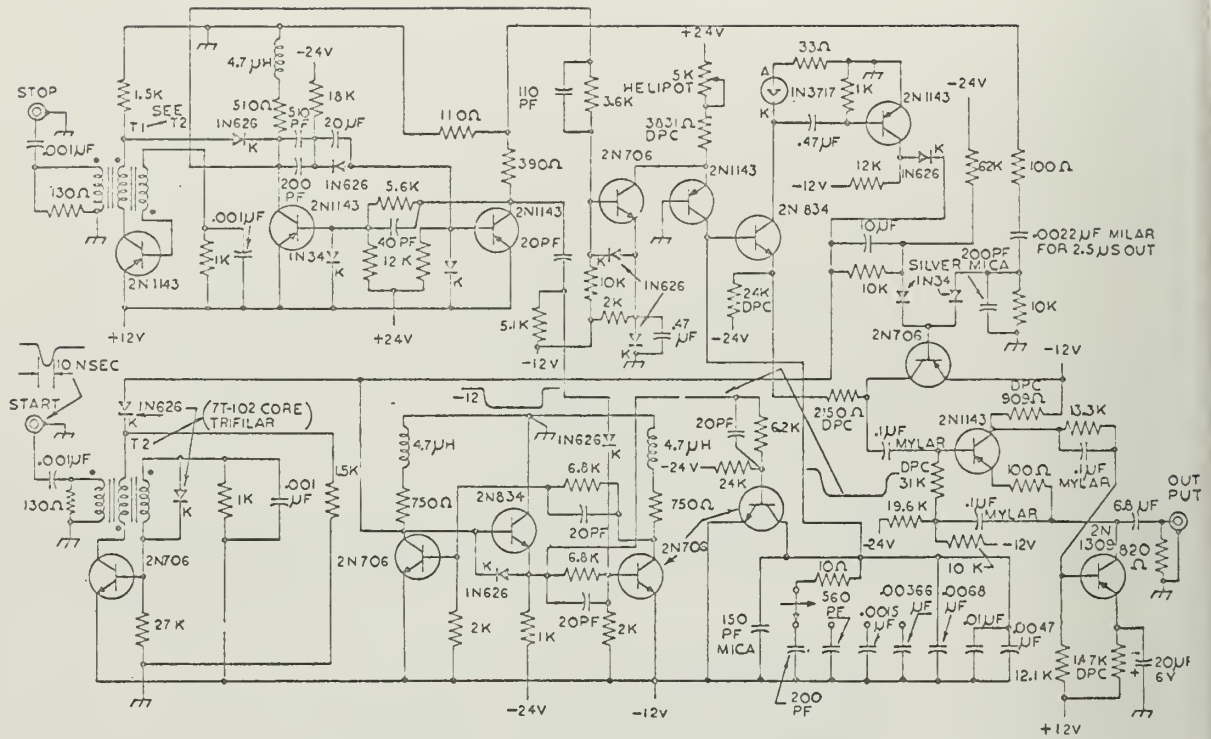 STOP
.001µF
130Ω
1.5K
SEE
T1 T2
4.7 µH
-24V
510Ω
18K
1N626
K
510
PF
20µF
200
PF
K
1N626
5.6K
2N1143
40PF
12 K
1N34
K
K
2N1143
20PF
.001µF
1K
2N1143
+12V
+24V
110Ω
390Ω
110
PF
3.6K
+24V
5K
HELIPOT
3831Ω
DPC
2N706
2N1143
33Ω
A
1N3717
K
1K
.47µF
2N1143
12K
-12V
K
1N626
-24V
62K
100Ω
2N 834
10µF
10K
SILVER MICA
200PF
1N34
.0022µF MILAR
FOR 2.5µS OUT
10K
2N706
-12V
K
10K
1N626
2K
.47
µF
K
5.1K
-12V
24K
DPC
-24V
10 NSEC
START
.001µF
130Ω
1N626
K
(7T-102 CORE)
TRIFILAR
T2
K
1K
.001
µF
1.5K
2N706
27K
-12
4.7µH
750Ω
2N834
2N706
K
1N626
2K
1K
-24V
1N626
K
6.8K
20PF
6.8K
20PF
2K
4.7µH
750Ω
2N706
-12V
20PF
6.2K
-24V
24K
2150Ω
DPC
.1µF
MYLAR
DPC
31K
19.6K
-24V
.1µF
MYLAR
-12V
10 K
2N1143
DPC
909Ω
100Ω
13.3K
.1µF
MYLAR
6.8µF
OUT
PUT
2N
1309
820
Ω
150
PF
MICA
10Ω
200
PF
560
PF
.0015
µF
.00366
µF
.0068
µF
.01µF
.0047
µF
12.1K
1.47K
DPC
+
20µF
6V
+12V